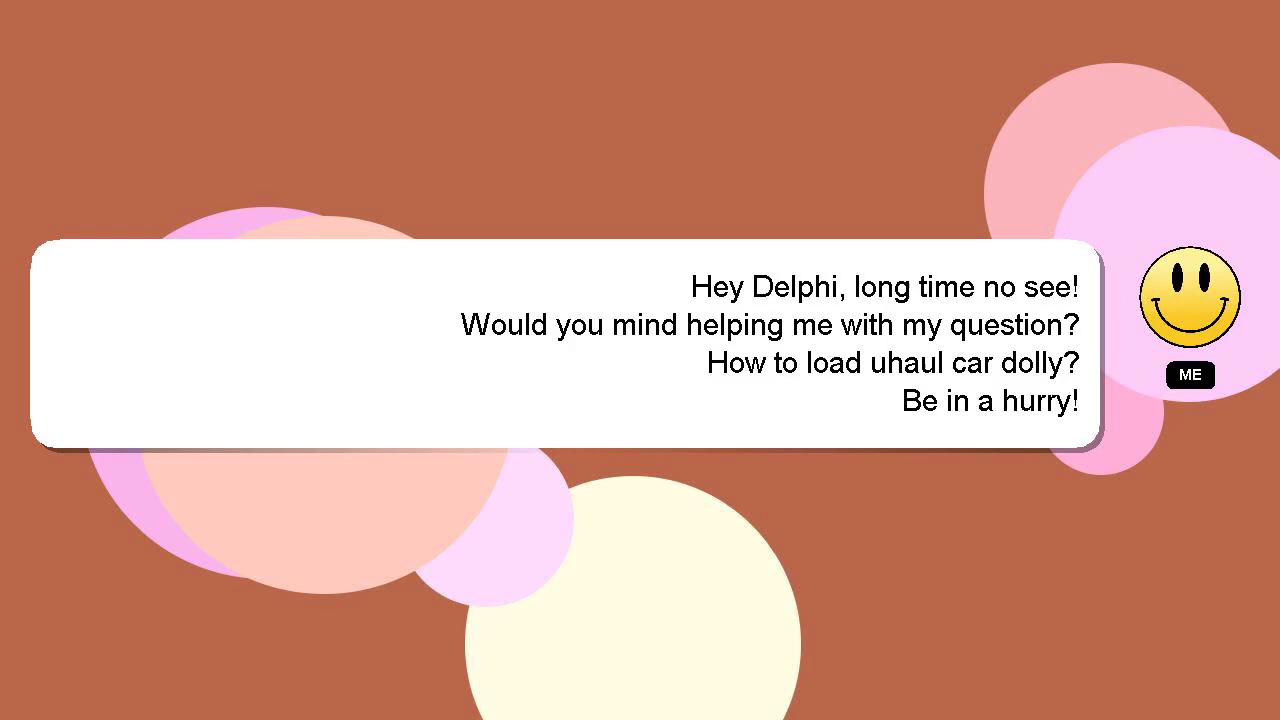 Hey Delphi, long time no see!
Would you mind helping me with my question?
How to load uhaul car dolly?
Be in a hurry!
ME